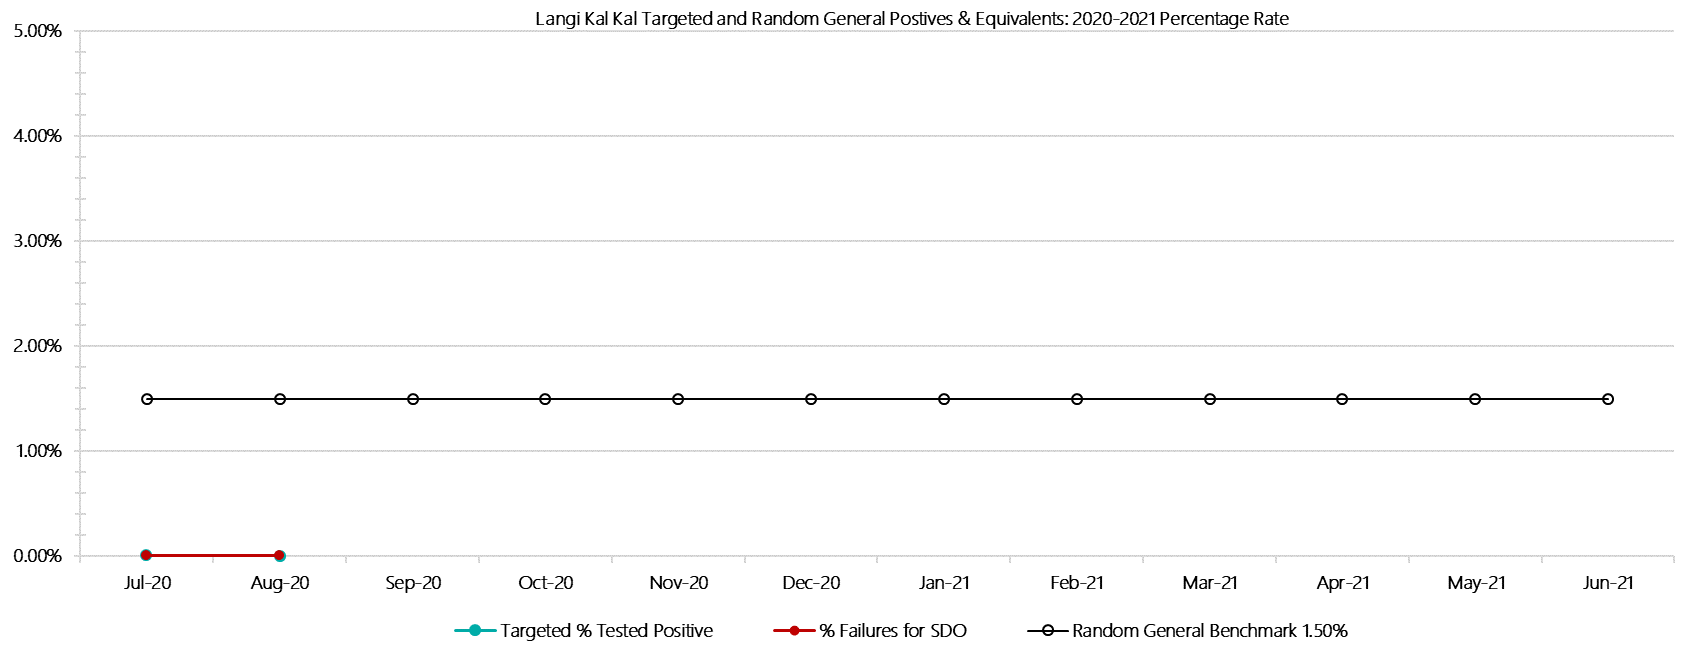 Langi Kal Kal Targeted and Random General Postives & Equivalents: 2020-2021 Percentage Rate
5.00%
4.00%
3.00%
2.00%
1.00%
0.00%
Jul-20 Aug-20 Sep-20 Oct-20 Nov-20 Dec-20 Jan-21 Feb-21 Mar-21 Apr-21 May-21 Jun-21
Targeted % Tested Positive % Failures for SDO Random General Benchmark 1.50%